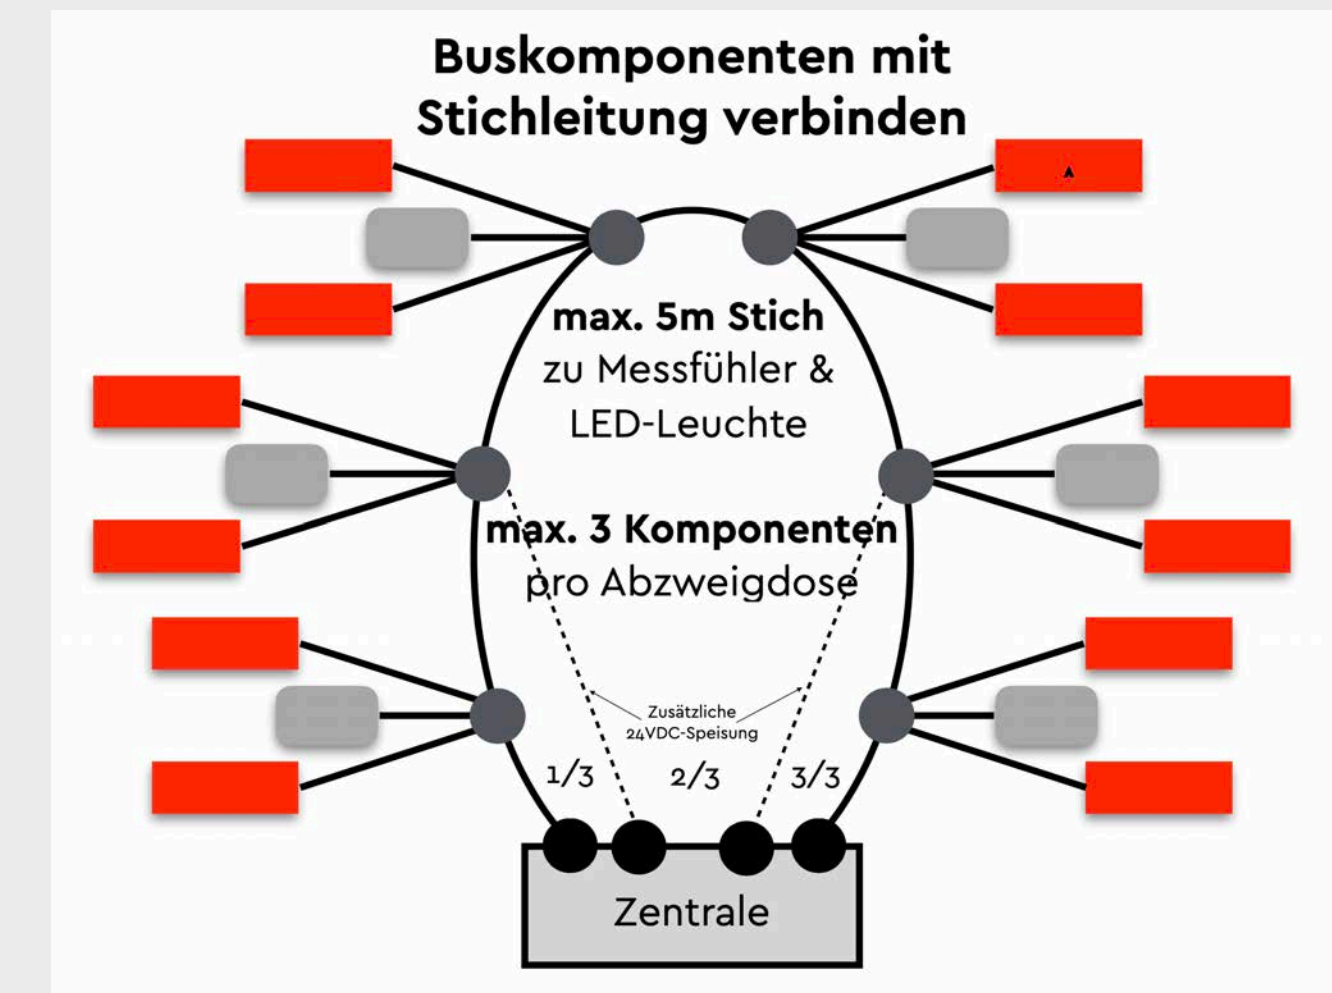 Buskomponenten mit
Stichleitung verbinden
A
max. 5m Stich
zu Messfühler &
LED-Leuchte
max. 3 Komponenten
pro Abzweigdose
Zusätzliche
24VDC-Speisung
1/3 2/3 3/3
Zentrale